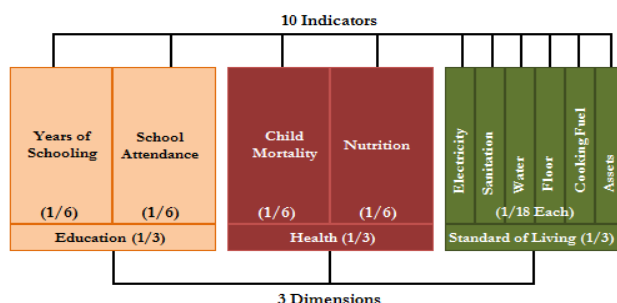 10 Indicators
Years of
Schooling
School
Attendance
Child
Mortality
Nutrition
Electricity
Sanitation
Water
Floor
Cooking Fuel
Assets
(1/6)
(1/6)
(1/6)
(1/6)
(1/18 Each)
Education (1/3)
Health (1/3)
Standard of Living (1/3)
3 Dimensions